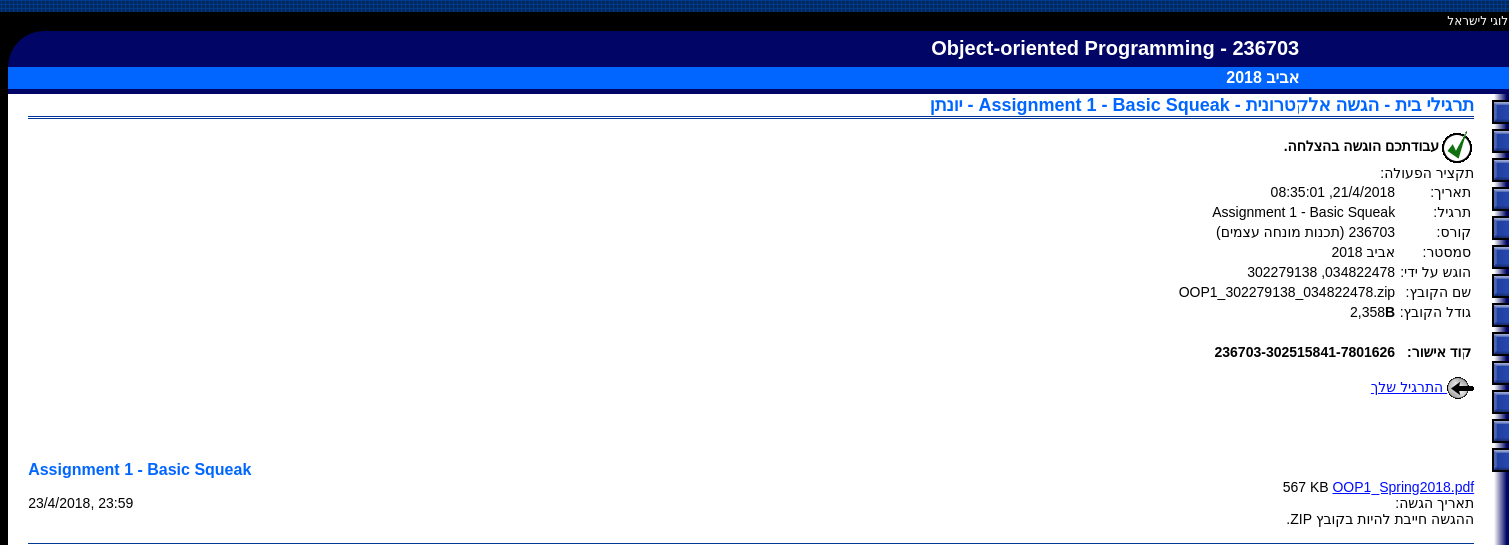 לוגי לישראל
236703 - Object-oriented Programming
אביב 2018
תרגילי בית - הגשה אלקטרונית - Assignment 1 - Basic Squeak - יונתן
עבודתכם הוגשה בהצלחה.
תקציר הפעולה:
תאריך: 21/4/2018, 08:35:01
תרגיל: Assignment 1 - Basic Squeak
קורס: 236703 (תכנות מונחה עצמים)
סמסטר: אביב 2018
הוגש על ידי: 034822478, 302279138
שם הקובץ: OOP1_302279138_034822478.zip
גודל הקובץ: 2,358B
קוד אישור: 236703-302515841-7801626
התרגיל שלך
Assignment 1 - Basic Squeak
OOP1_Spring2018.pdf 567 KB
תאריך הגשה: 23/4/2018, 23:59
ההגשה חייבת להיות בקובץ ZIP.